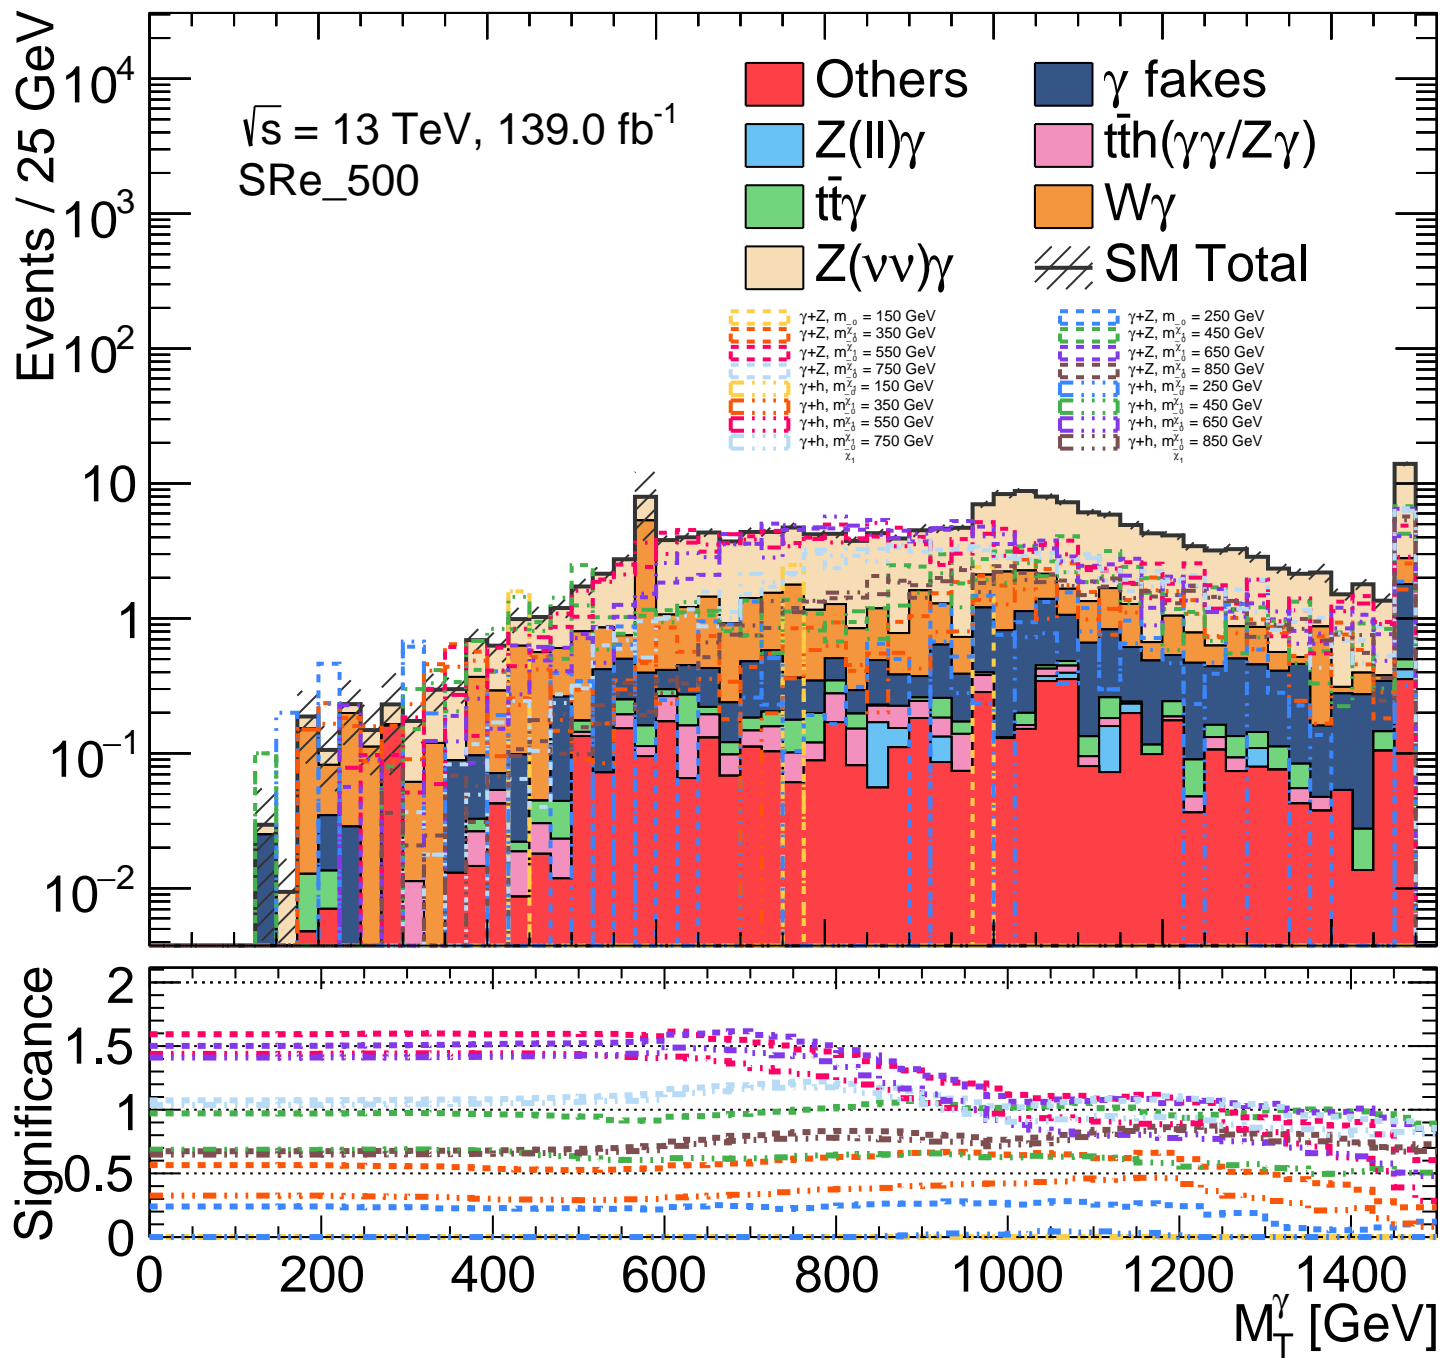 Events / 25 GeV
10⁴
10³
10²
10
1
10⁻¹
10⁻²
√s = 13 TeV, 139.0 fb⁻¹
SRe_500
Others
γ fakes
Z(ll)γ
tt̄h(γγ/Zγ)
tt̄γ
Wγ
Z(νν)γ
SM Total
γ+Z, m = 150 GeV
γ+Z, m = 250 GeV
γ+Z, m = 350 GeV
γ+Z, m = 450 GeV
γ+Z, m = 550 GeV
γ+Z, m = 650 GeV
γ+Z, m = 750 GeV
γ+Z, m = 850 GeV
γ+h, m = 150 GeV
γ+h, m = 250 GeV
γ+h, m = 350 GeV
γ+h, m = 450 GeV
γ+h, m = 550 GeV
γ+h, m = 650 GeV
γ+h, m = 750 GeV
γ+h, m = 850 GeV
Significance
2
1.5
1
0.5
0
0 200 400 600 800 1000 1200 1400
M_T^γ [GeV]